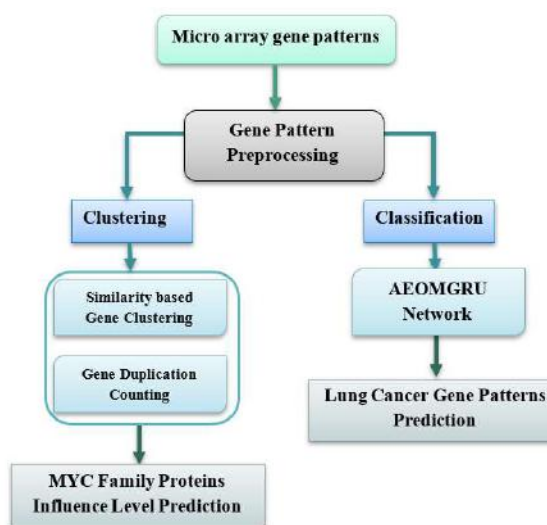 Micro array gene patterns
Gene Pattern
Preprocessing
Clustering
Classification
Similarity based
Gene Clustering
Gene Duplication
Counting
AEOMGRU
Network
MYC Family Proteins
Influence Level Prediction
Lung Cancer Gene Patterns
Prediction